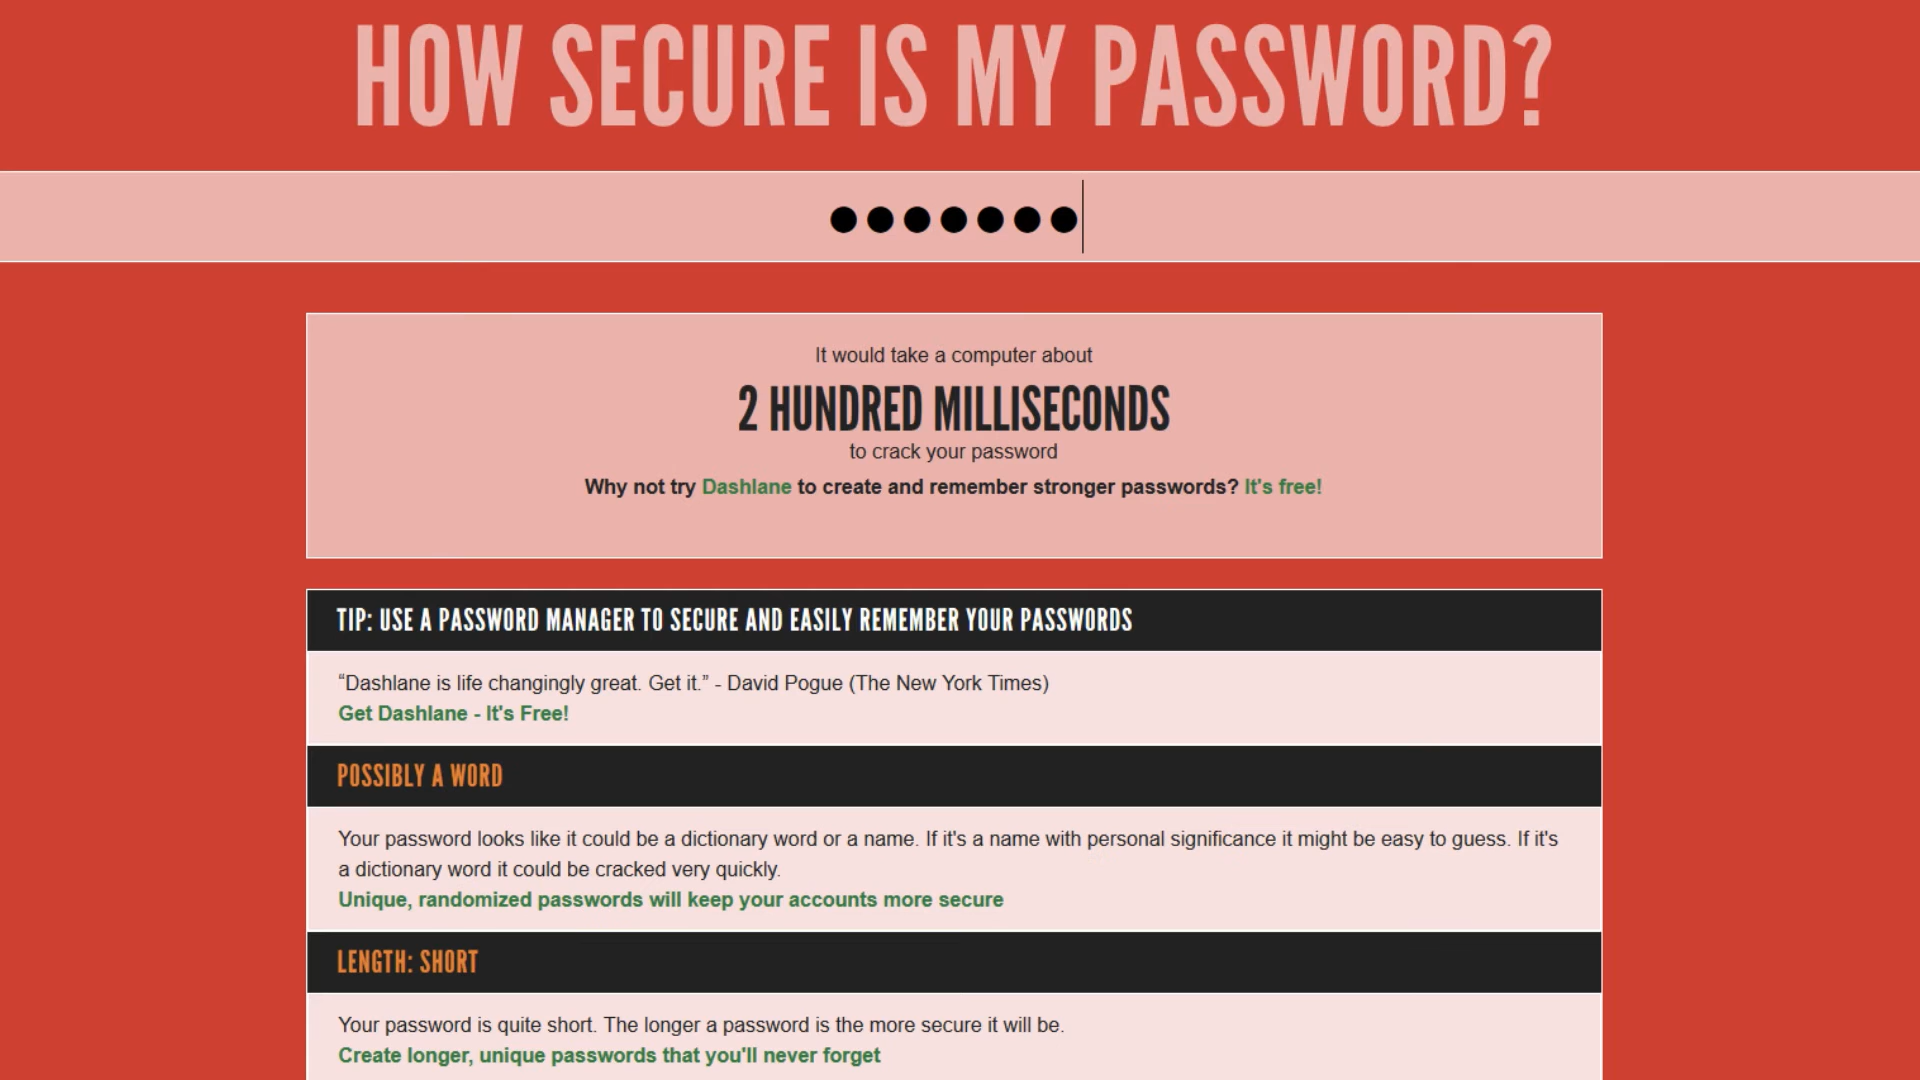 HOW SECURE IS MY PASSWORD?
●●●●●●●
It would take a computer about
2 HUNDRED MILLISECONDS
to crack your password
Why not try Dashlane to create and remember stronger passwords? It's free!
TIP: USE A PASSWORD MANAGER TO SECURE AND EASILY REMEMBER YOUR PASSWORDS
“Dashlane is life changingly great. Get it.” - David Pogue (The New York Times)
Get Dashlane - It's Free!
POSSIBLY A WORD
Your password looks like it could be a dictionary word or a name. If it's a name with personal significance it might be easy to guess. If it's
a dictionary word it could be cracked very quickly.
Unique, randomized passwords will keep your accounts more secure
LENGTH: SHORT
Your password is quite short. The longer a password is the more secure it will be.
Create longer, unique passwords that you'll never forget